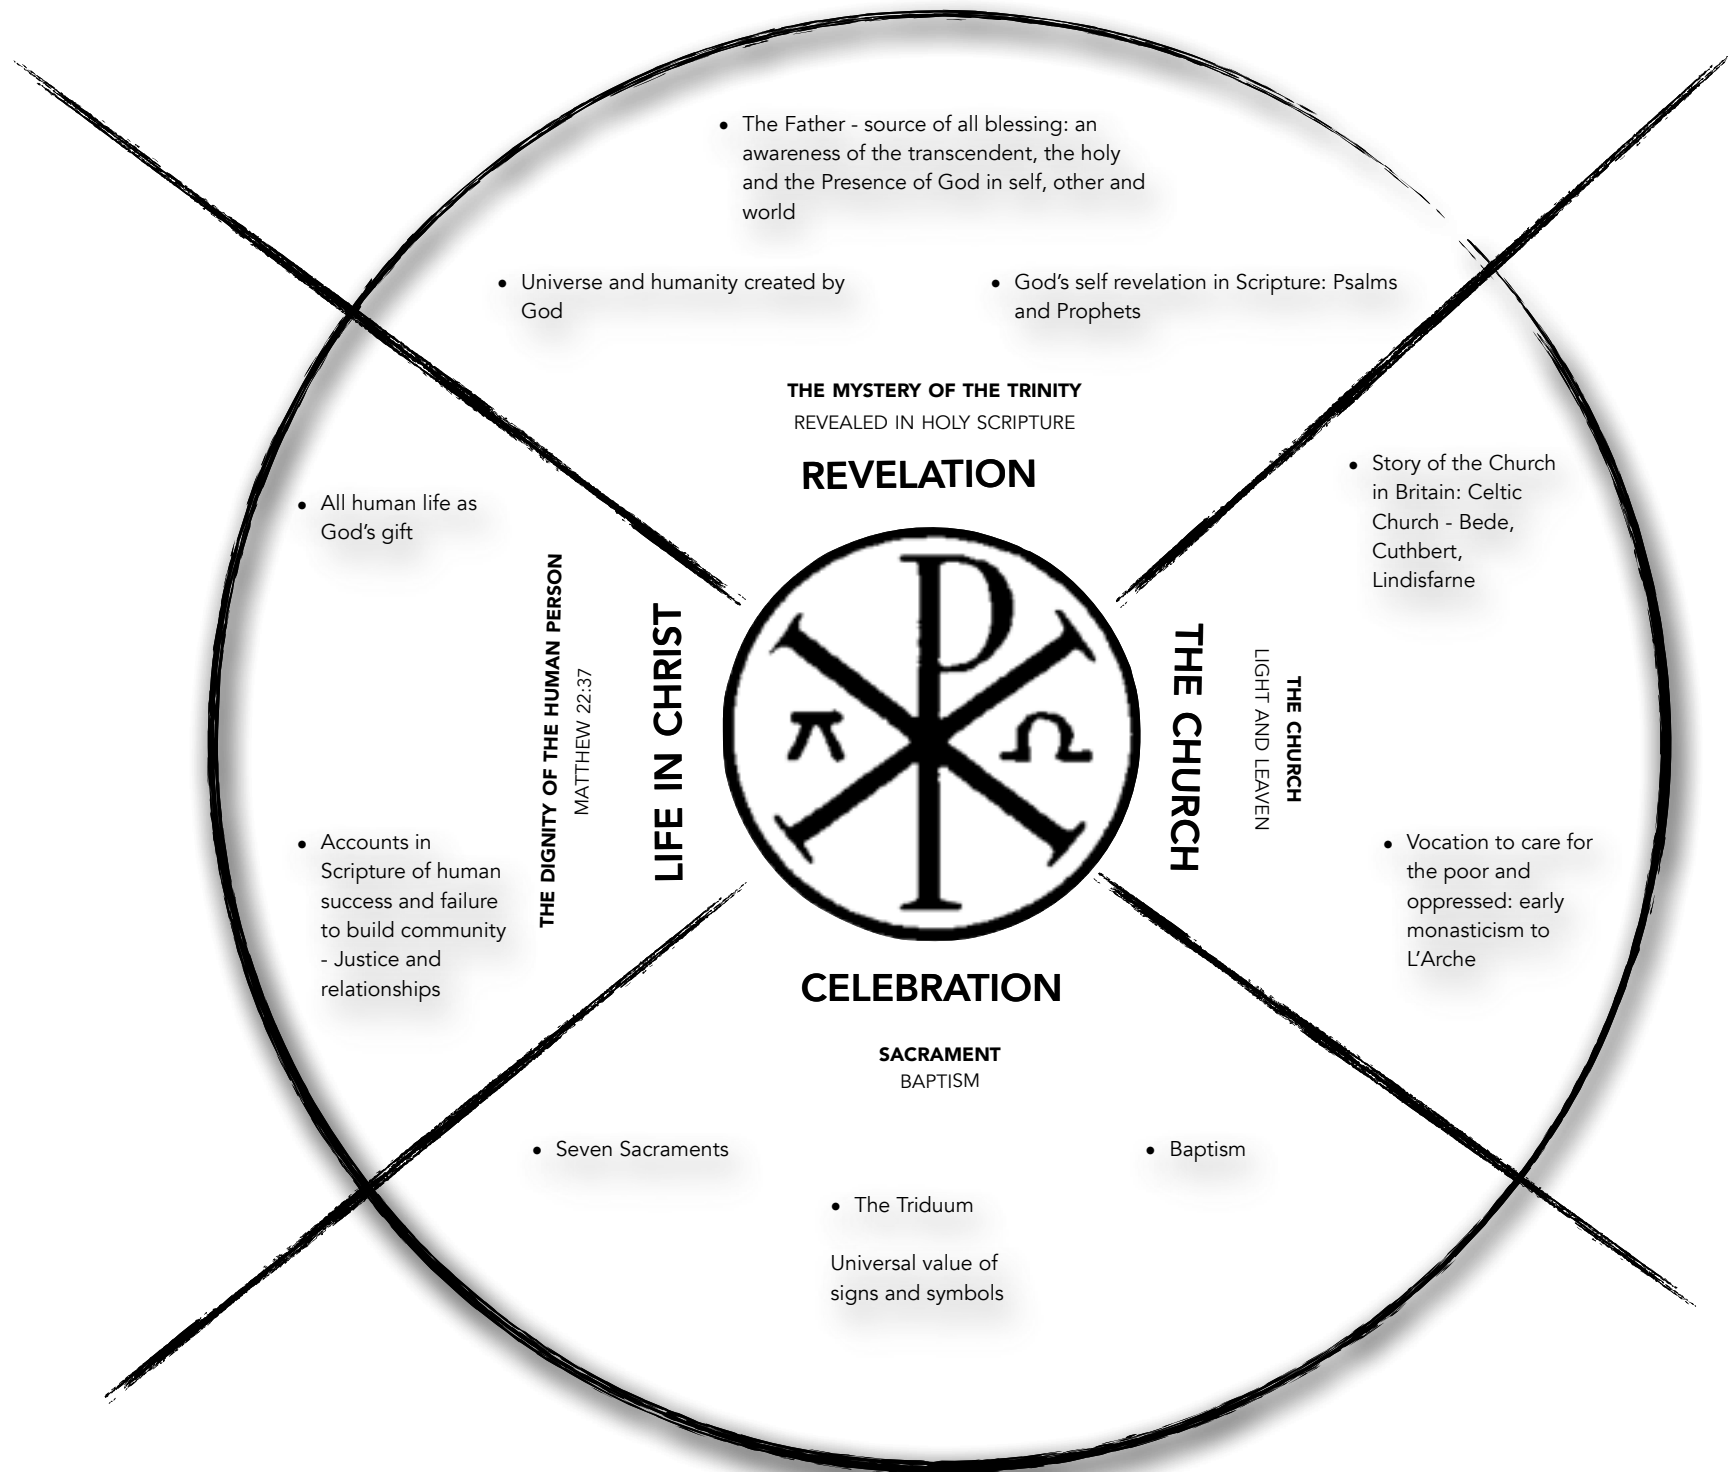 • The Father - source of all blessing: an
awareness of the transcendent, the holy
and the Presence of God in self, other and
world
• Universe and humanity created by
God
• God’s self revelation in Scripture: Psalms
and Prophets
THE MYSTERY OF THE TRINITY
REVEALED IN HOLY SCRIPTURE
REVELATION
• All human life as
God’s gift
• Accounts in
Scripture of human
success and failure
to build community
- Justice and
relationships
THE DIGNITY OF THE HUMAN PERSON
MATTHEW 22:37
LIFE IN CHRIST
THE CHURCH
THE CHURCH
LIGHT AND LEAVEN
• Story of the Church
in Britain: Celtic
Church - Bede,
Cuthbert,
Lindisfarne
• Vocation to care for
the poor and
oppressed: early
monasticism to
L’Arche
CELEBRATION
SACRAMENT
BAPTISM
• Seven Sacraments
• Baptism
• The Triduum
Universal value of
signs and symbols